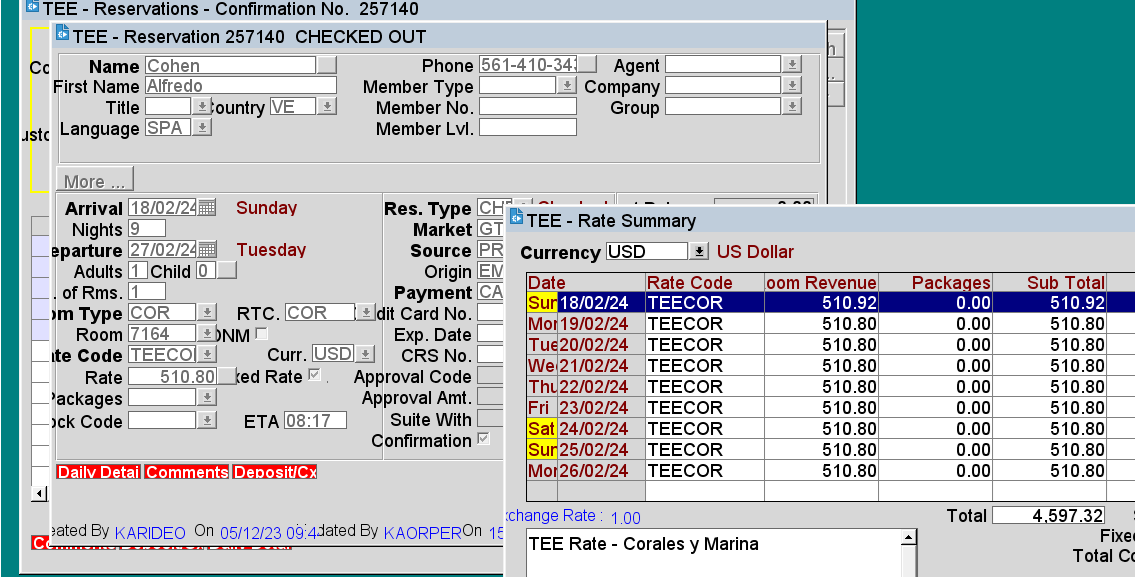 TEE - Reservations - Confirmation No. 257140
TEE - Reservation 257140 CHECKED OUT
Name Cohen Phone 561-410-343 Agent
First Name Alfredo Member Type Company
Title Country VE Member No. Group
Language SPA Member Lvl.
More ...
Arrival 18/02/24 Sunday Res. Type
Nights 9 Market GT
Departure 27/02/24 Tuesday Source PR
Adults 1 Child 0 Origin EM
of Rms. 1 Payment CA
Type COR RTC. COR Card No.
Room 7164 Exp. Date
Rate Code TEECO Curr. USD CRS No.
Rate 510.80 Fixed Rate Approval Code
Packages Approval Amt.
Code ETA 08:17 Suite With
Confirmation
Daily Detai Comments Deposit/Cx
By KARIDEO On 05/12/23 09:4 By KAORPER On 15
TEE - Rate Summary
Currency USD US Dollar
Date Rate Code oom Revenue Packages Sub Total
Sun 18/02/24 TEECOR 510.92 0.00 510.92
Mon 19/02/24 TEECOR 510.80 0.00 510.80
Tue 20/02/24 TEECOR 510.80 0.00 510.80
Wed 21/02/24 TEECOR 510.80 0.00 510.80
Thu 22/02/24 TEECOR 510.80 0.00 510.80
Fri 23/02/24 TEECOR 510.80 0.00 510.80
Sat 24/02/24 TEECOR 510.80 0.00 510.80
Sun 25/02/24 TEECOR 510.80 0.00 510.80
Mon 26/02/24 TEECOR 510.80 0.00 510.80
xchange Rate : 1.00
Total 4,597.32
Fixe
Total Co
TEE Rate - Corales y Marina